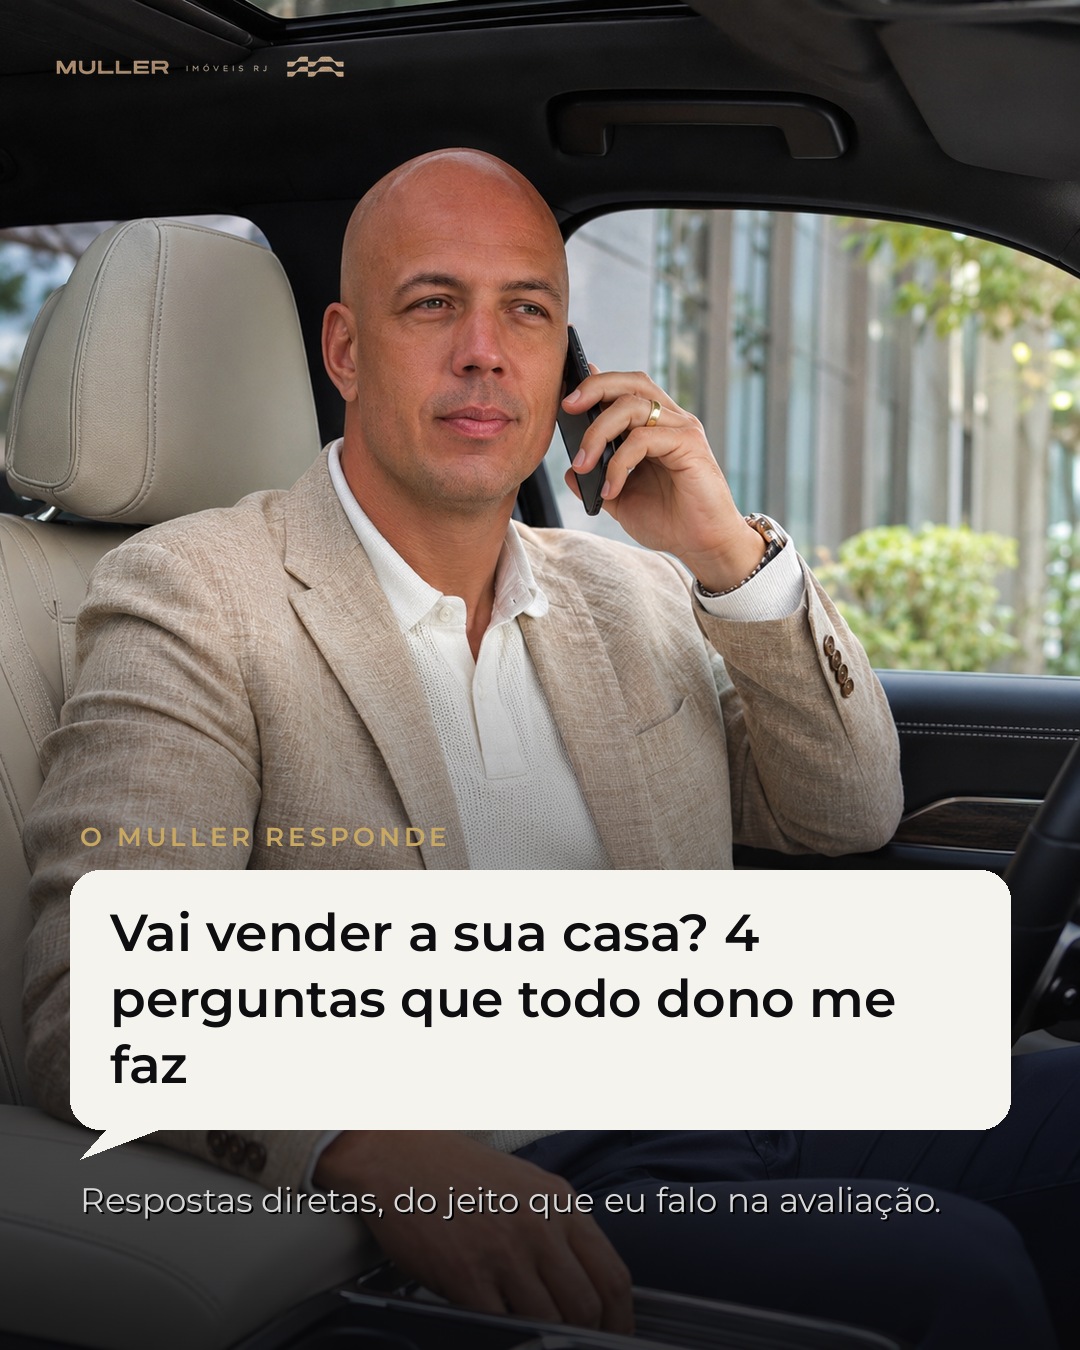 MULLER IMÓVEIS RJ
O MULLER RESPONDE
Vai vender a sua casa? 4
perguntas que todo dono me
faz
Respostas diretas, do jeito que eu falo na avaliação.